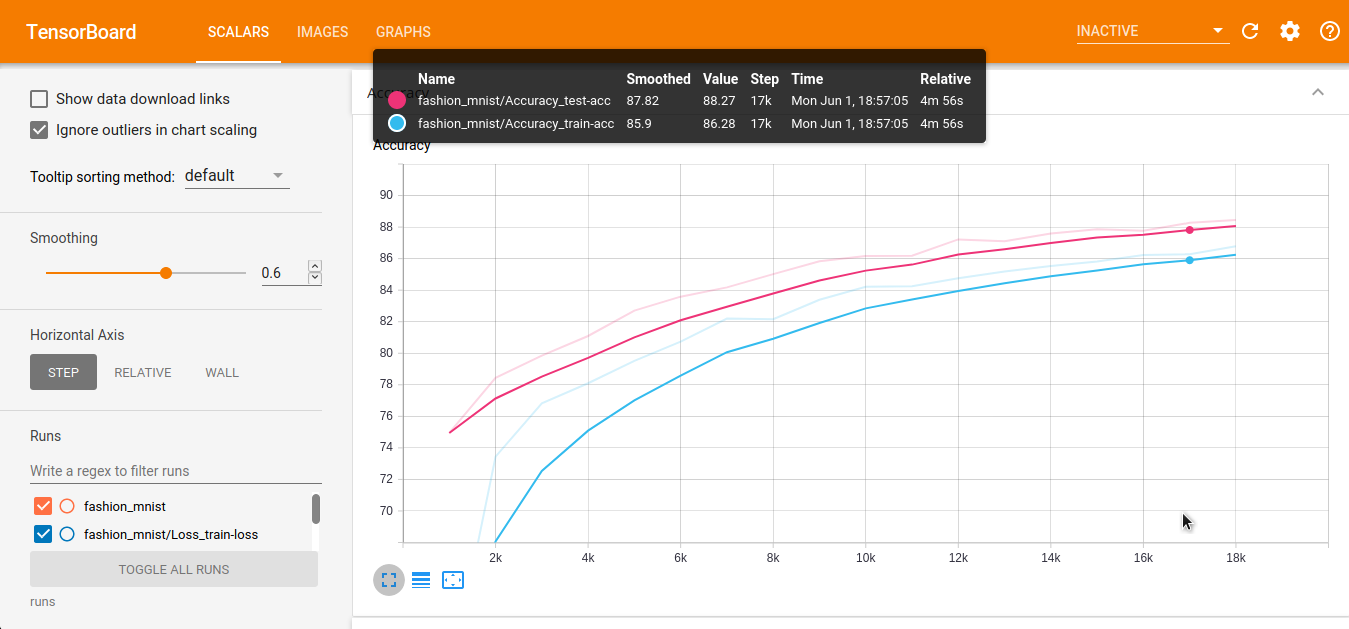 TensorBoard SCALARS IMAGES GRAPHS INACTIVE
Show data download links
Ignore outliers in chart scaling
Tooltip sorting method: default
Smoothing
0.6
Horizontal Axis
STEP RELATIVE WALL
Runs
Write a regex to filter runs
fashion_mnist
fashion_mnist/Loss_train-loss
TOGGLE ALL RUNS
runs
Name Smoothed Value Step Time Relative
Accuracy
fashion_mnist/Accuracy_test-acc 87.82 88.27 17k Mon Jun 1, 18:57:05 4m 56s
fashion_mnist/Accuracy_train-acc 85.9 86.28 17k Mon Jun 1, 18:57:05 4m 56s
Accuracy
90
88
86
84
82
80
78
76
74
72
70
2k 4k 6k 8k 10k 12k 14k 16k 18k